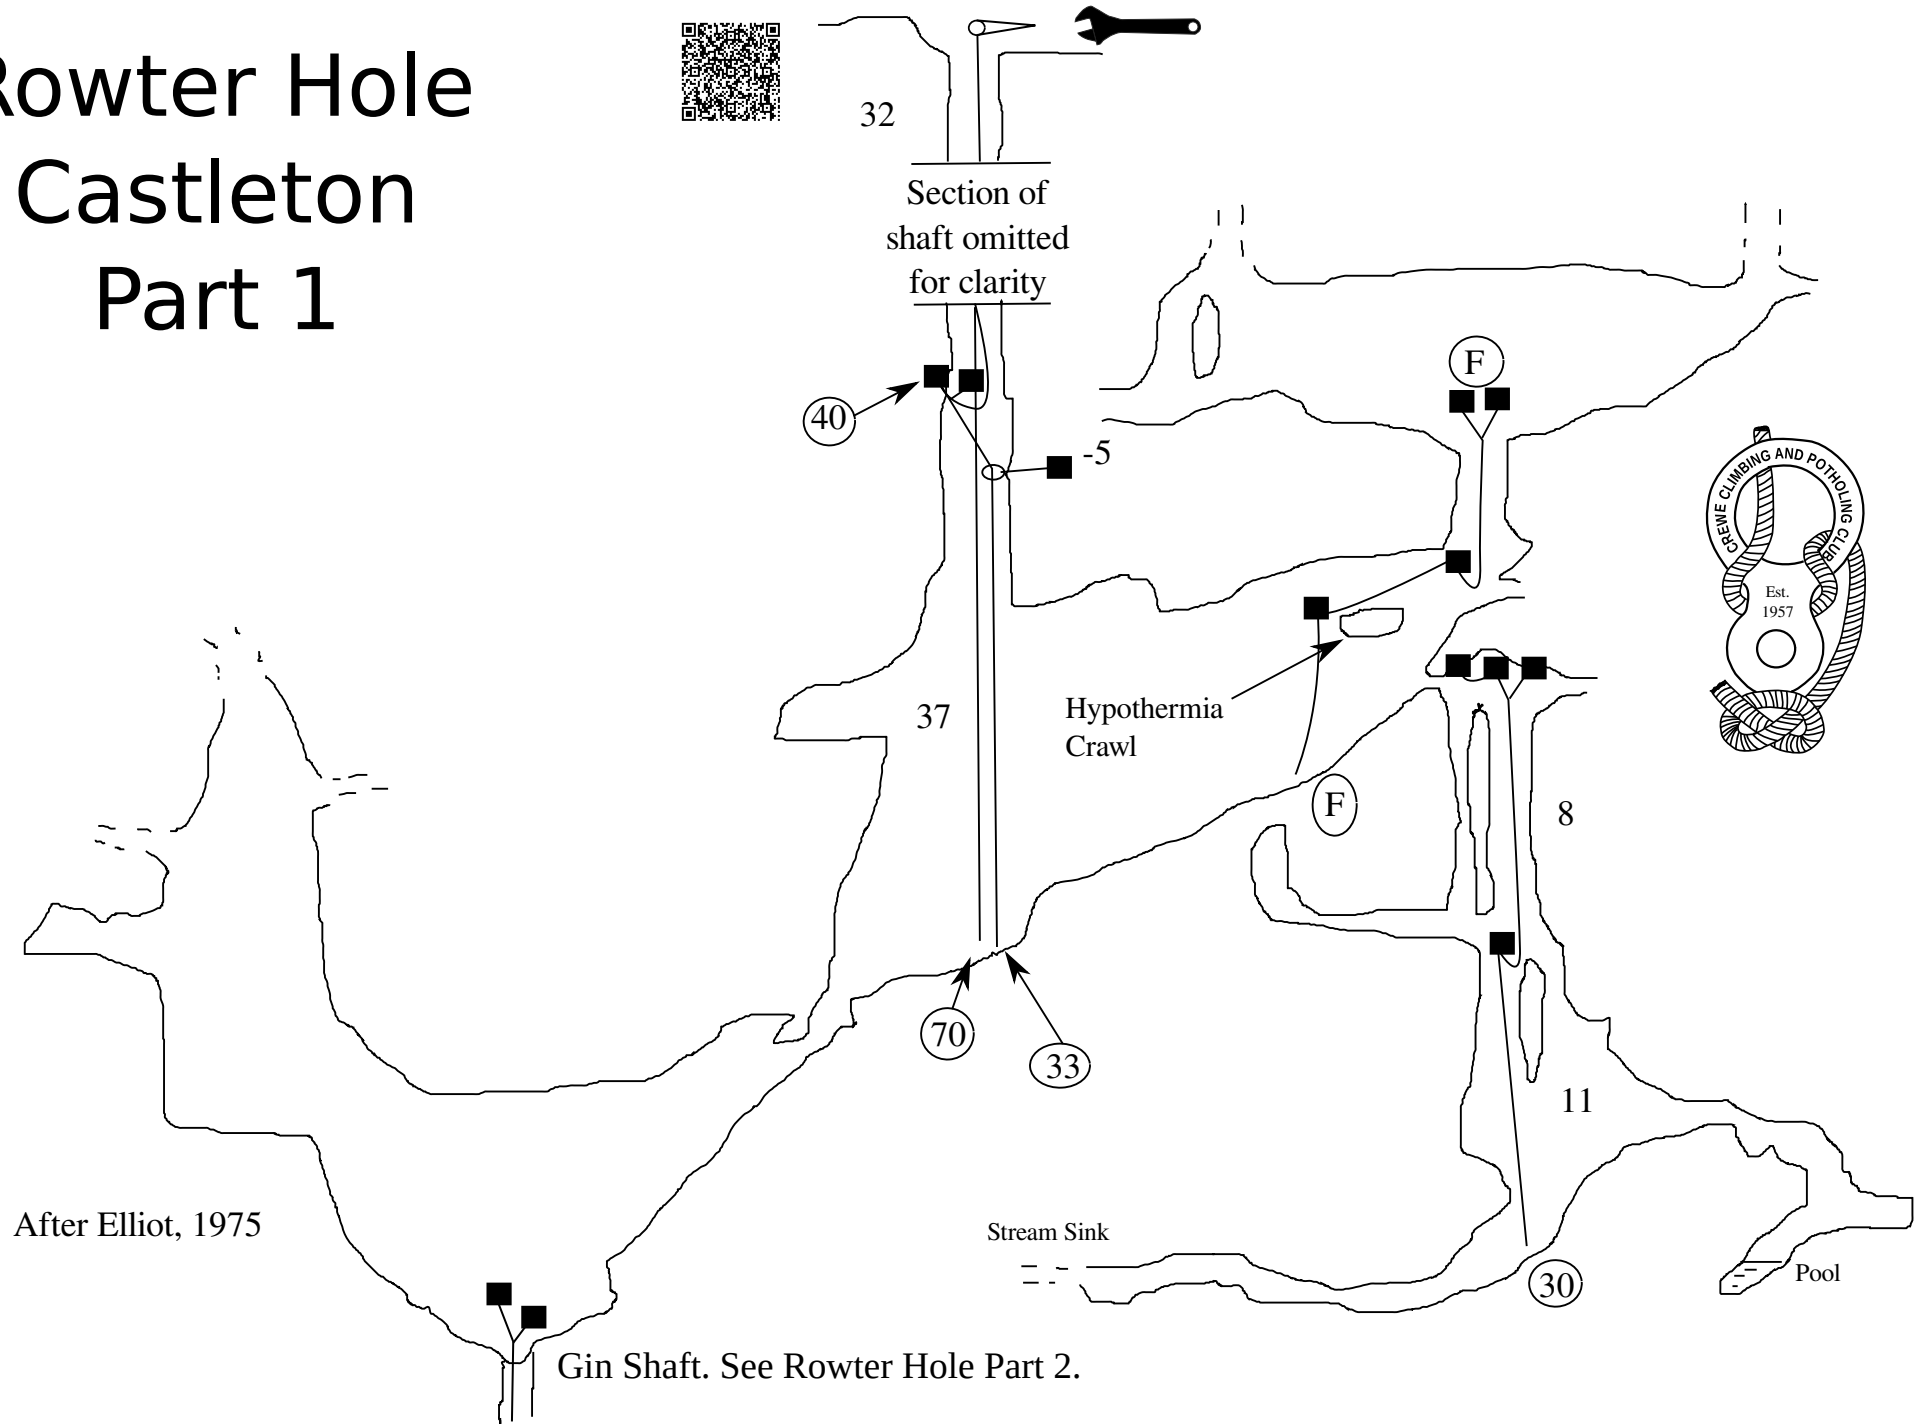 Rowter Hole
Castleton
Part 1
32
Section of
shaft omitted
for clarity
F
40
-5
CREWE CLIMBING AND POTHOLING CLUB
Est.
1957
37
Hypothermia
Crawl
F
8
70
33
11
After Elliot, 1975
Stream Sink
30
Pool
Gin Shaft. See Rowter Hole Part 2.